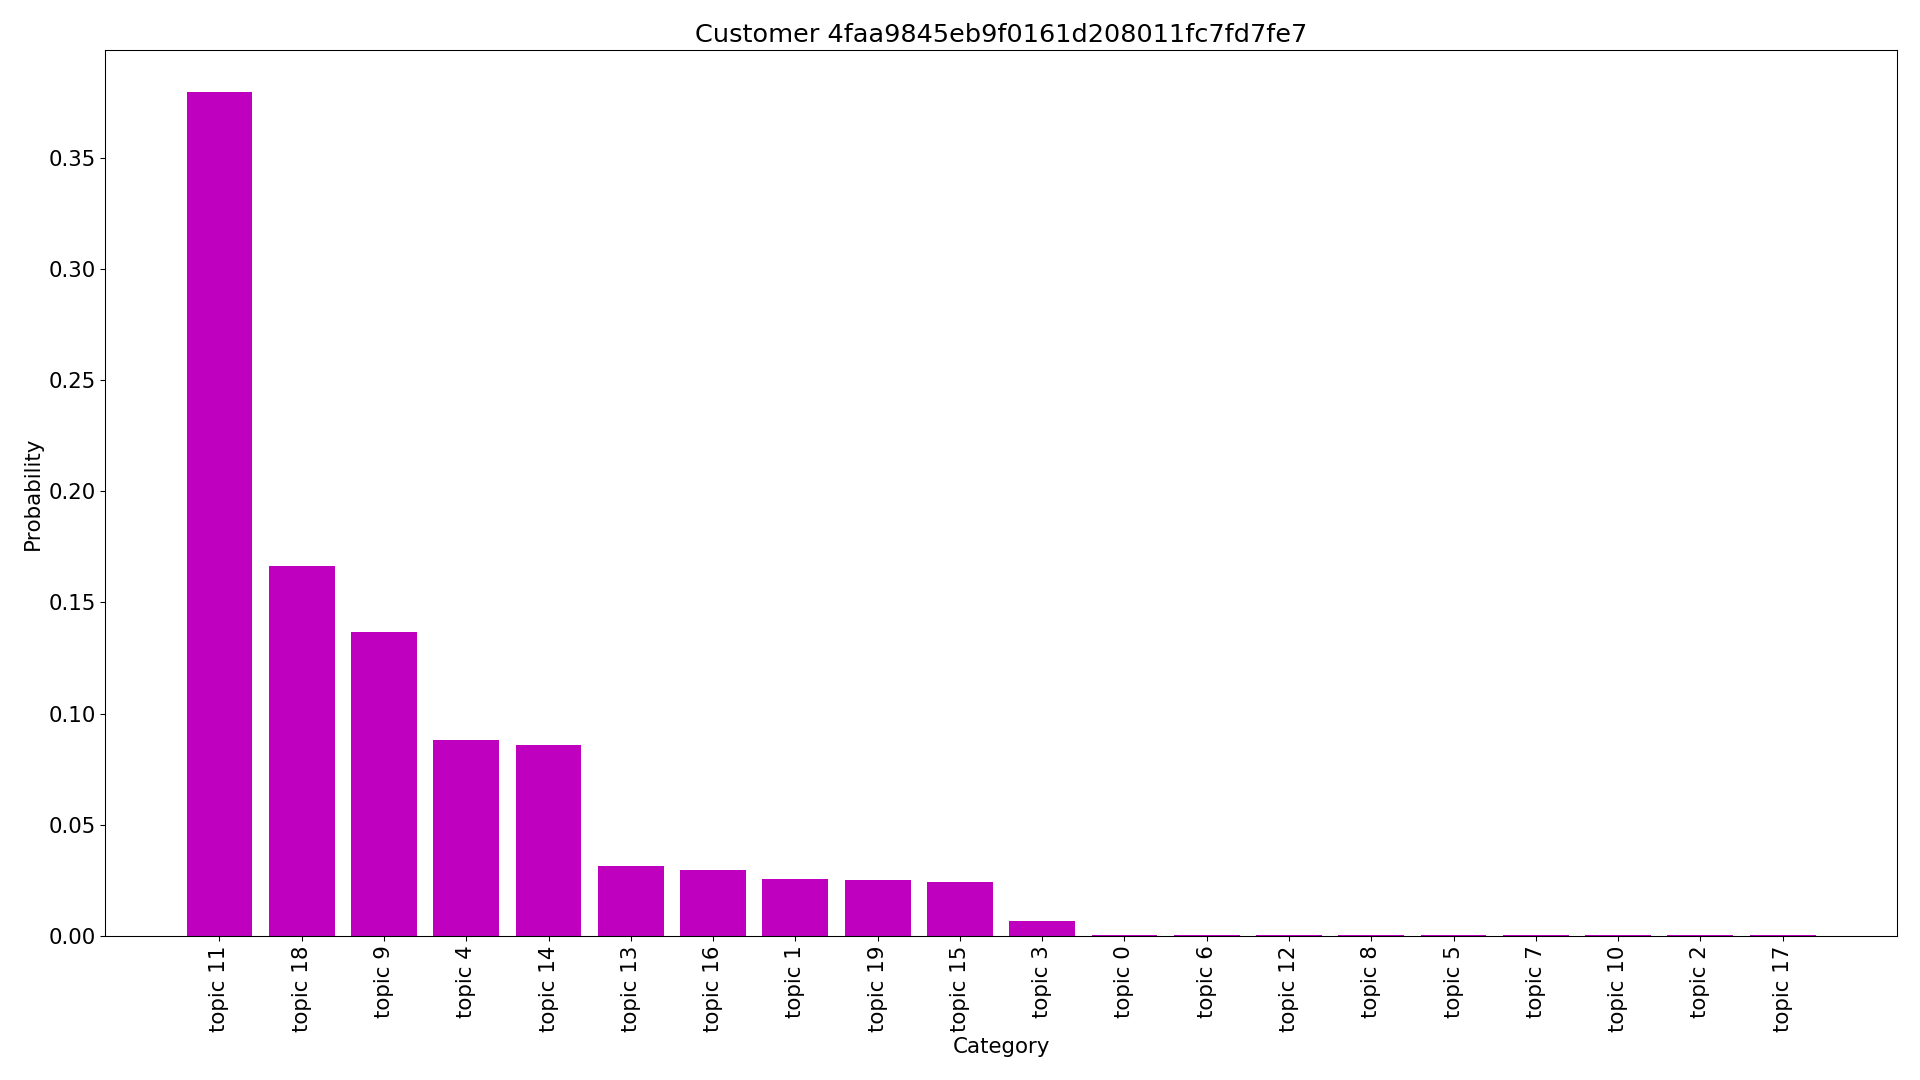 Customer 4faa9845eb9f0161d208011fc7fd7fe7
Probability
0.35
0.30
0.25
0.20
0.15
0.10
0.05
0.00
topic 11
topic 18
topic 9
topic 4
topic 14
topic 13
topic 16
topic 1
topic 19
topic 15
topic 3
topic 0
topic 6
topic 12
topic 8
topic 5
topic 7
topic 10
topic 2
topic 17
Category